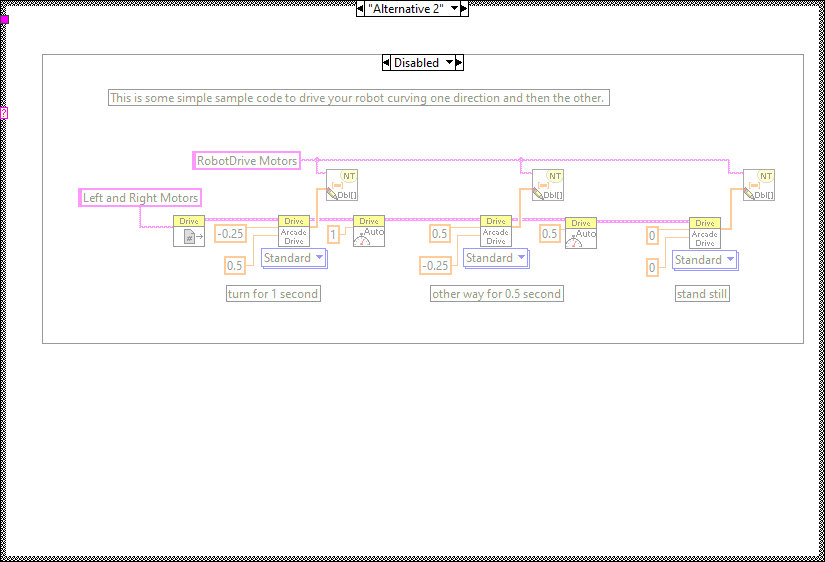 "Alternative 2"
Disabled
This is some simple sample code to drive your robot curving one direction and then the other.
RobotDrive Motors
NT
Dbl[]
NT
Dbl[]
NT
Dbl[]
Left and Right Motors
Drive
#
-0.25
0.5
Drive
Arcade
Drive
Standard
1
Drive
Auto
0.5
-0.25
Drive
Arcade
Drive
Standard
0.5
Drive
Auto
0
0
Drive
Arcade
Drive
Standard
turn for 1 second
other way for 0.5 second
stand still
?